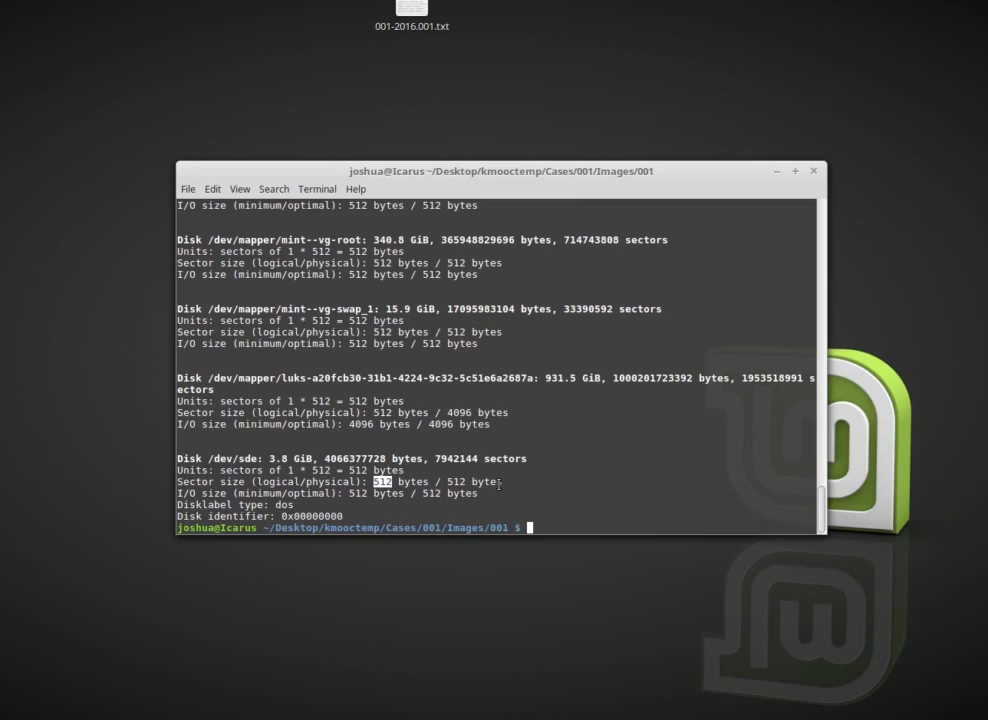 001-2016.001.txt
joshua@Icarus ~/Desktop/kmooctemp/Cases/001/Images/001
File Edit View Search Terminal Help
I/O size (minimum/optimal): 512 bytes / 512 bytes
Disk /dev/mapper/mint--vg-root: 340.8 GiB, 365948829696 bytes, 714743808 sectors
Units: sectors of 1 * 512 = 512 bytes
Sector size (logical/physical): 512 bytes / 512 bytes
I/O size (minimum/optimal): 512 bytes / 512 bytes
Disk /dev/mapper/mint--vg-swap_1: 15.9 GiB, 17095983104 bytes, 33390592 sectors
Units: sectors of 1 * 512 = 512 bytes
Sector size (logical/physical): 512 bytes / 512 bytes
I/O size (minimum/optimal): 512 bytes / 512 bytes
Disk /dev/mapper/luks-a20fcb30-31b1-4224-9c32-5c51e6a2687a: 931.5 GiB, 1000201723392 bytes, 1953518991 s
ectors
Units: sectors of 1 * 512 = 512 bytes
Sector size (logical/physical): 512 bytes / 4096 bytes
I/O size (minimum/optimal): 4096 bytes / 4096 bytes
Disk /dev/sde: 3.8 GiB, 4066377728 bytes, 7942144 sectors
Units: sectors of 1 * 512 = 512 bytes
Sector size (logical/physical): 512 bytes / 512 bytes
I/O size (minimum/optimal): 512 bytes / 512 bytes
Disklabel type: dos
Disk identifier: 0x00000000
joshua@Icarus ~/Desktop/kmooctemp/Cases/001/Images/001 $